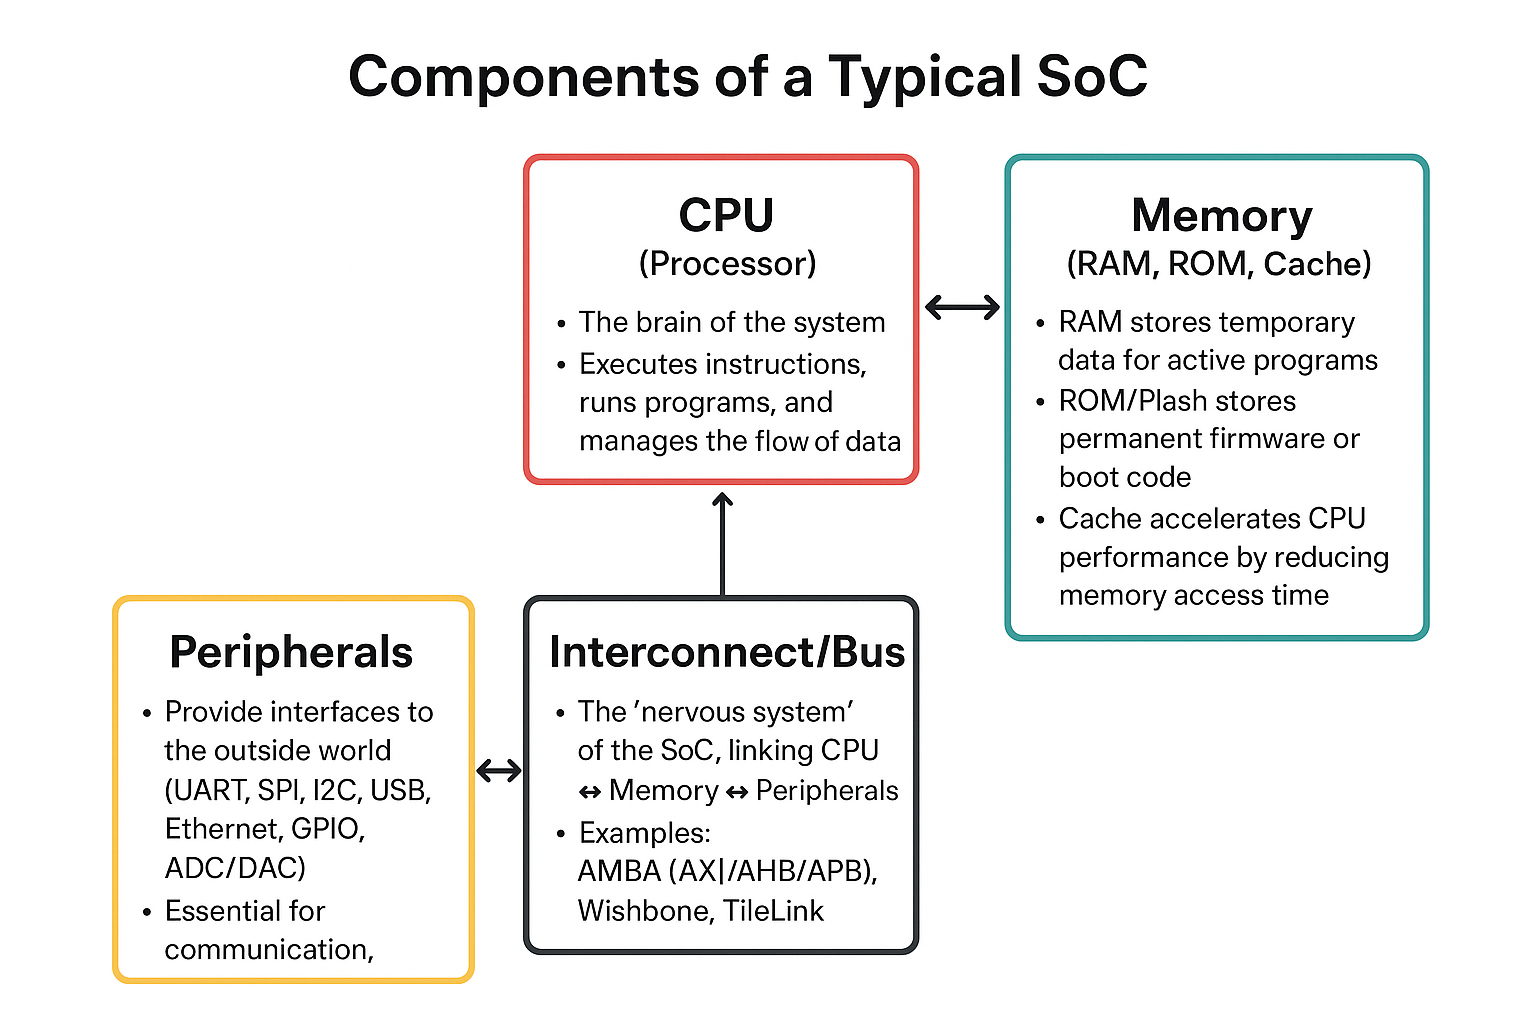 Components of a Typical SoC
CPU
(Processor)
• The brain of the system
• Executes instructions,
runs programs, and
manages the flow of data
Memory
(RAM, ROM, Cache)
• RAM stores temporary
data for active programs
• ROM/Plash stores
permanent firmware or
boot code
• Cache accelerates CPU
performance by reducing
memory access time
Peripherals
• Provide interfaces to
the outside world
(UART, SPI, I2C, USB,
Ethernet, GPIO,
ADC/DAC)
• Essential for
communication,
Interconnect/Bus
• The ′nervous system′
of the SoC, linking CPU
↔ Memory ↔ Peripherals
• Examples:
AMBA (AX|/AHB/APB),
Wishbone, TileLink